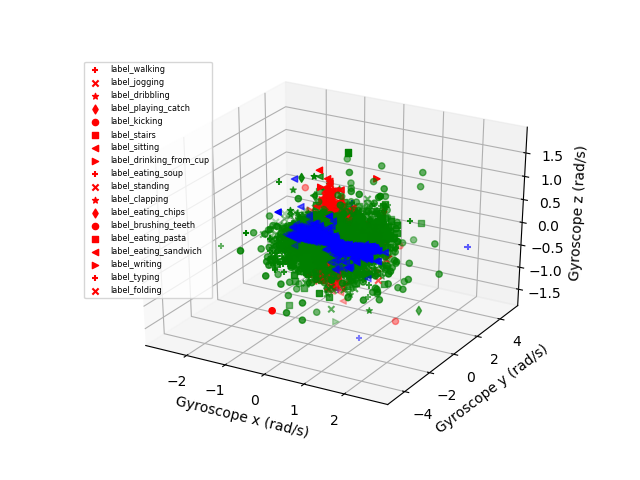 label_walking
label_jogging
label_dribbling
label_playing_catch
label_kicking
label_stairs
label_sitting
label_drinking_from_cup
label_eating_soup
label_standing
label_clapping
label_eating_chips
label_brushing_teeth
label_eating_pasta
label_eating_sandwich
label_writing
label_typing
label_folding
−2
−1
0
1
2
Gyroscope x (rad/s)
−4
−2
0
2
4
Gyroscope y (rad/s)
1.5
1.0
0.5
0.0
−0.5
−1.0
−1.5
Gyroscope z (rad/s)